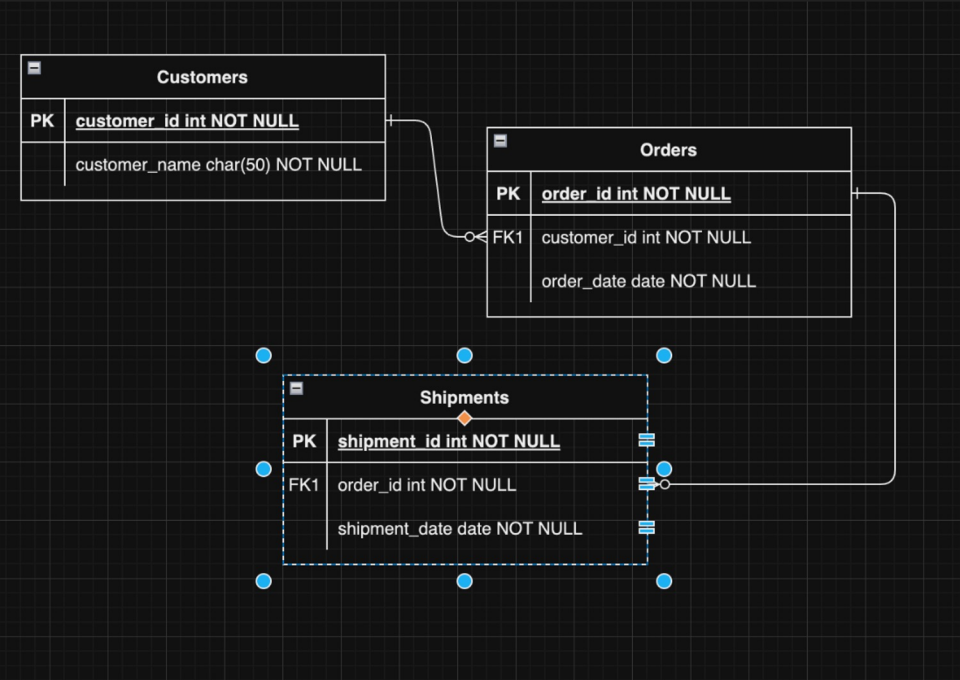 Customers
PK customer_id int NOT NULL
customer_name char(50) NOT NULL
Orders
PK order_id int NOT NULL
FK1 customer_id int NOT NULL
order_date date NOT NULL
Shipments
PK shipment_id int NOT NULL
FK1 order_id int NOT NULL
shipment_date date NOT NULL